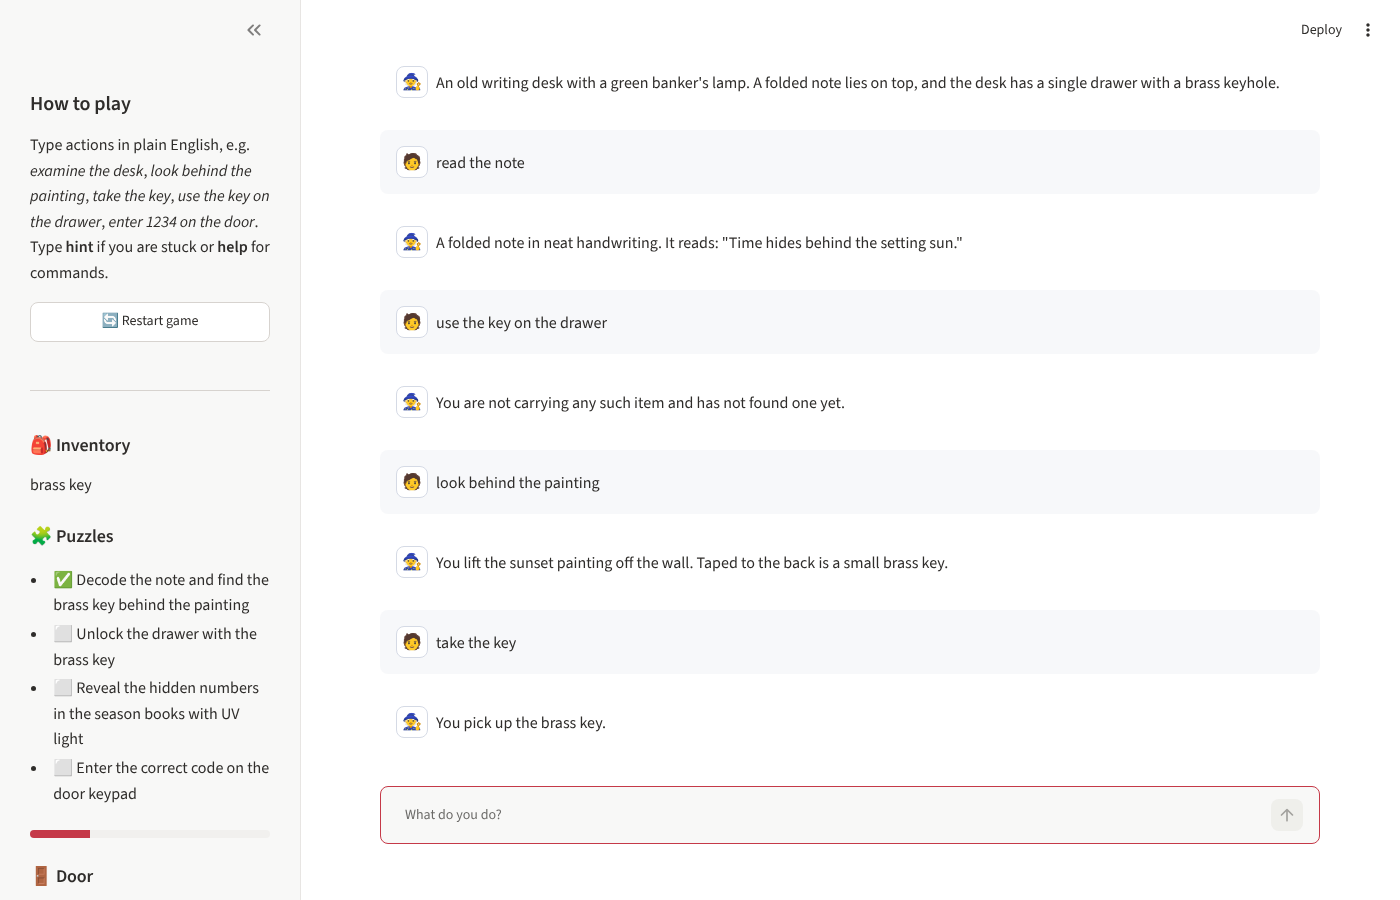 Deploy
How to play
Type actions in plain English, e.g.
examine the desk, look behind the
painting, take the key, use the key on
the drawer, enter 1234 on the door.
Type hint if you are stuck or help for
commands.
Restart game
Inventory
brass key
Puzzles
Decode the note and find the
brass key behind the painting
Unlock the drawer with the
brass key
Reveal the hidden numbers
in the season books with UV
light
Enter the correct code on the
door keypad
Door
An old writing desk with a green banker's lamp. A folded note lies on top, and the desk has a single drawer with a brass keyhole.
read the note
A folded note in neat handwriting. It reads: "Time hides behind the setting sun."
use the key on the drawer
You are not carrying any such item and has not found one yet.
look behind the painting
You lift the sunset painting off the wall. Taped to the back is a small brass key.
take the key
You pick up the brass key.
What do you do?